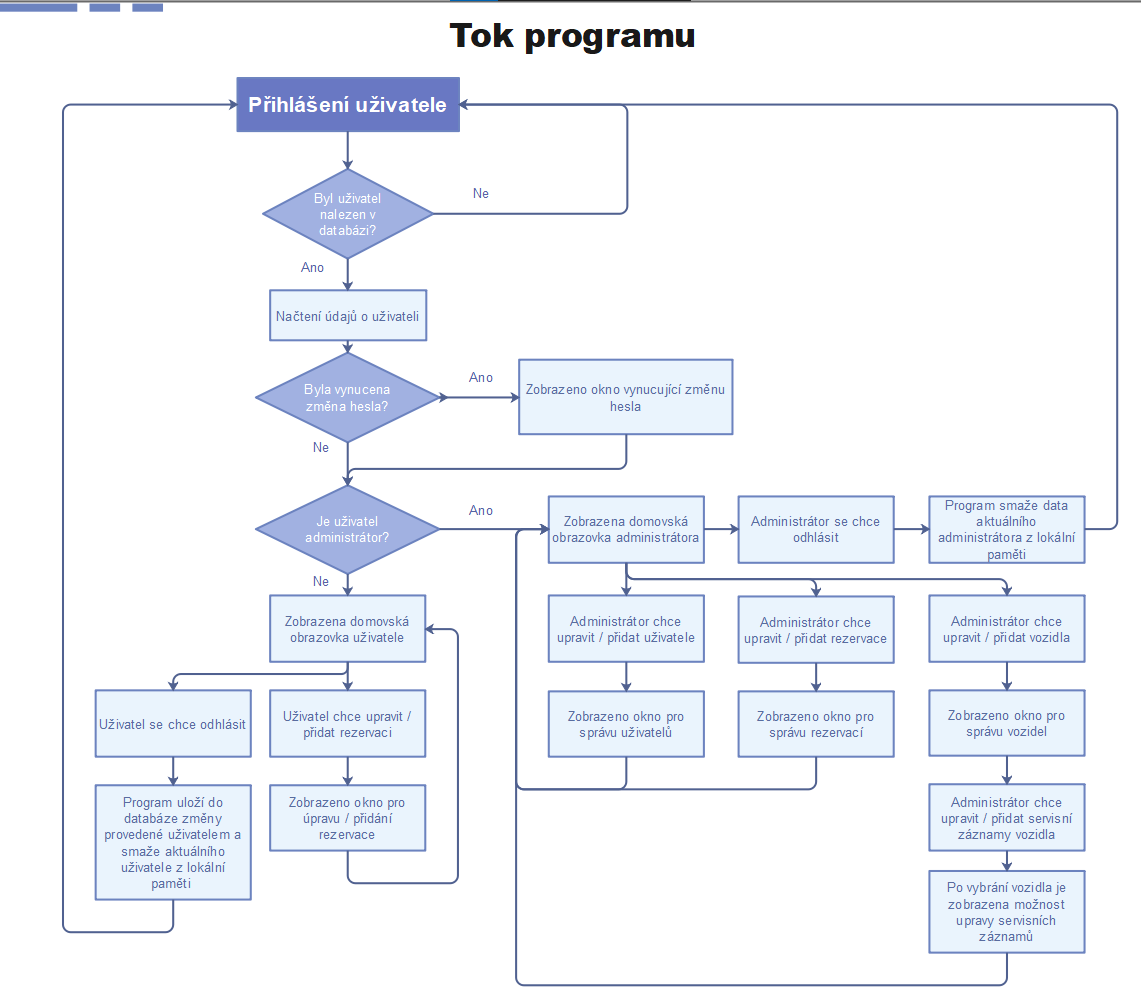 Tok programu
Přihlášení uživatele
Byl uživatel
nalezen v
databázi?
Ne
Ano
Načtení údajů o uživateli
Byla vynucena
změna hesla?
Ano
Zobrazeno okno vynucující změnu
hesla
Ne
Je uživatel
administrátor?
Ano
Ne
Zobrazena domovská
obrazovka administrátora
Administrátor se chce
odhlásit
Program smaže data
aktuálního
administrátora z lokální
paměti
Zobrazena domovská
obrazovka uživatele
Administrátor chce
upravit / přidat uživatele
Administrátor chce
upravit / přidat rezervace
Administrátor chce
upravit / přidat vozidla
Uživatel se chce odhlásit
Uživatel chce upravit /
přidat rezervaci
Zobrazeno okno pro
správu uživatelů
Zobrazeno okno pro
správu rezervací
Zobrazeno okno pro
správu vozidel
Program uloží do
databáze změny
provedené uživatelem a
smaže aktuálního
uživatele z lokální
paměti
Zobrazeno okno pro
úpravu / přidání
rezervace
Administrátor chce
upravit / přidat servisní
záznamy vozidla
Po vybrání vozidla je
zobrazena možnost
upravy servisních
záznamů